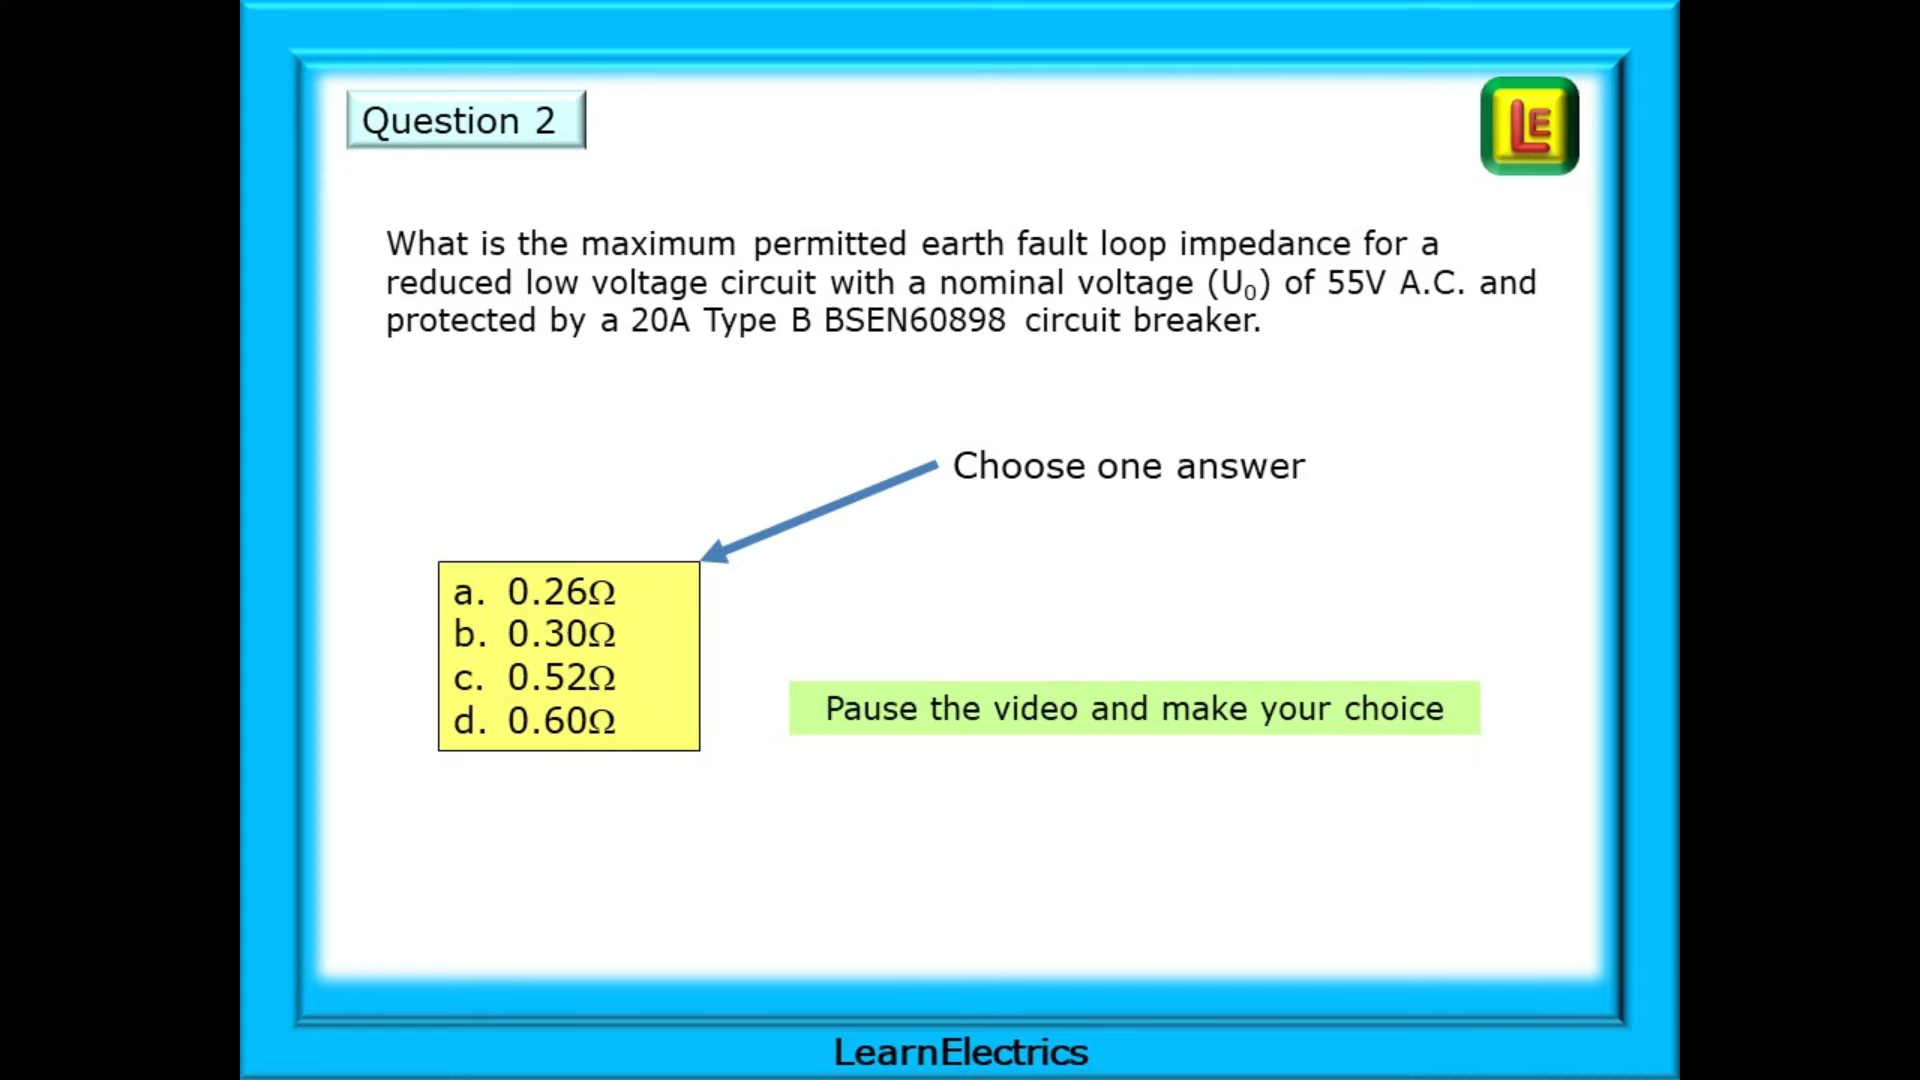 Question 2
LE
What is the maximum permitted earth fault loop impedance for a
reduced low voltage circuit with a nominal voltage (U₀) of 55V A.C. and
protected by a 20A Type B BSEN60898 circuit breaker.
Choose one answer
a. 0.26Ω
b. 0.30Ω
c. 0.52Ω
d. 0.60Ω
Pause the video and make your choice
LearnElectrics